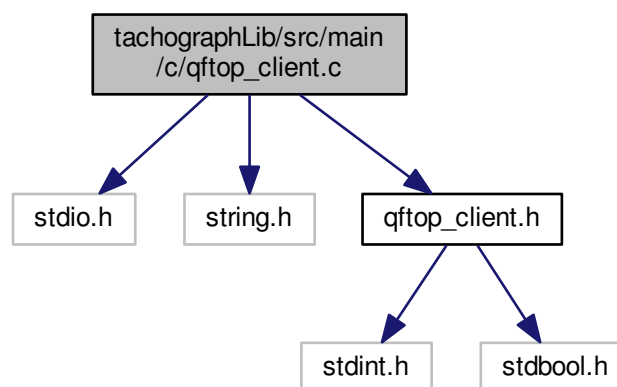 tachographLib/src/main
/c/qftop_client.c
stdio.h
string.h
qftop_client.h
stdint.h
stdbool.h